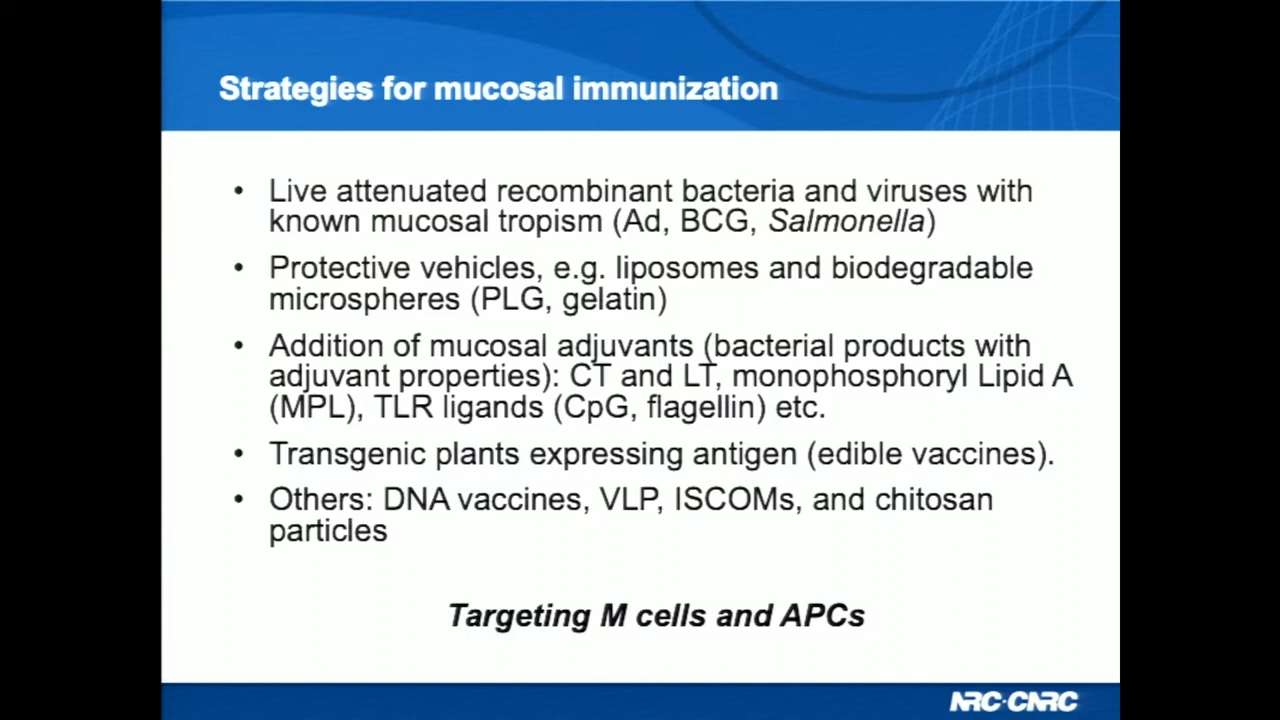 Strategies for mucosal immunization
• Live attenuated recombinant bacteria and viruses with
known mucosal tropism (Ad, BCG, Salmonella)
• Protective vehicles, e.g. liposomes and biodegradable
microspheres (PLG, gelatin)
• Addition of mucosal adjuvants (bacterial products with
adjuvant properties): CT and LT, monophosphoryl Lipid A
(MPL), TLR ligands (CpG, flagellin) etc.
• Transgenic plants expressing antigen (edible vaccines).
• Others: DNA vaccines, VLP, ISCOMs, and chitosan
particles
Targeting M cells and APCs
NRC·CNRC